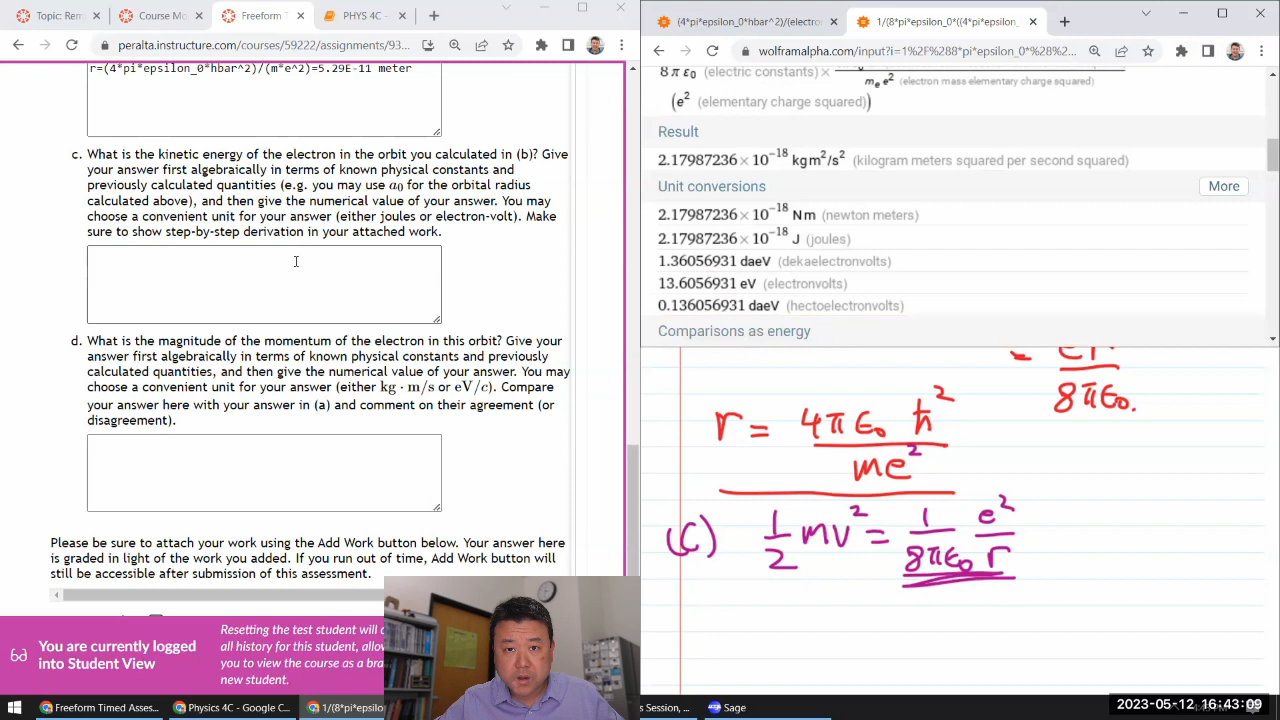 Topic: Rem
Course Mo
Freeform T
PHYS 4C -
peralta.instructure.com/courses/59222/assignments/93...
r=(4*pi*epsilon_0*hbar^2)/(m*e^2)=5.29E-11 meter
c. What is the kinetic energy of the electron in the orbit you calculated in (b)? Give
your answer first algebraically in terms of known physical constants and
previously calculated quantities (e.g. you may use a₀ for the orbital radius
calculated above), and then give the numerical value of your answer. You may
choose a convenient unit for your answer (either joules or electron-volt). Make
sure to show step-by-step derivation in your attached work.
d. What is the magnitude of the momentum of the electron in this orbit? Give your
answer first algebraically in terms of known physical constants and previously
calculated quantities, and then give the numerical value of your answer. You may
choose a convenient unit for your answer (either kg · m/s or eV/c). Compare
your answer here with your answer in (a) and comment on their agreement (or
disagreement).
Please be sure to attach your work using the Add Work button below. Your answer
is graded in light of the work you added. If you run out of time, Add Work button will
still be accessible after submission of this assessment.
You are currently logged
into Student View
Resetting the test student will c
all history for this student, allow
you to view the course as a bra
new student.
(4*pi*epsilon_0*hbar^2)/(electro
1/(8*pi*epsilon_0*((4*pi*epsilon_
wolframalpha.com/input?i=1%2F%288*pi*epsilon_0%28%2...
8 π ε₀ (electric constants) ×
mₑ e² (electron mass elementary charge squared)
(e² (elementary charge squared))
Result
2.17987236 × 10⁻¹⁸ kg m²/s² (kilogram meters squared per second squared)
Unit conversions
More
2.17987236 × 10⁻¹⁸ N m (newton meters)
2.17987236 × 10⁻¹⁸ J (joules)
1.36056931 daeV (dekaelectronvolts)
13.6056931 eV (electronvolts)
0.136056931 daeV (hectoelectronvolts)
Comparisons as energy
=
8πε₀.
r = 4πε₀ ħ²
me²
(c) 1/2 mv² = 1/8πε₀ e²/r
Freeform Timed Asses...
Physics 4C - Google C...
1/(8*pi*epsilo
Session, ...
Sage
2023-05-12 16:43:09